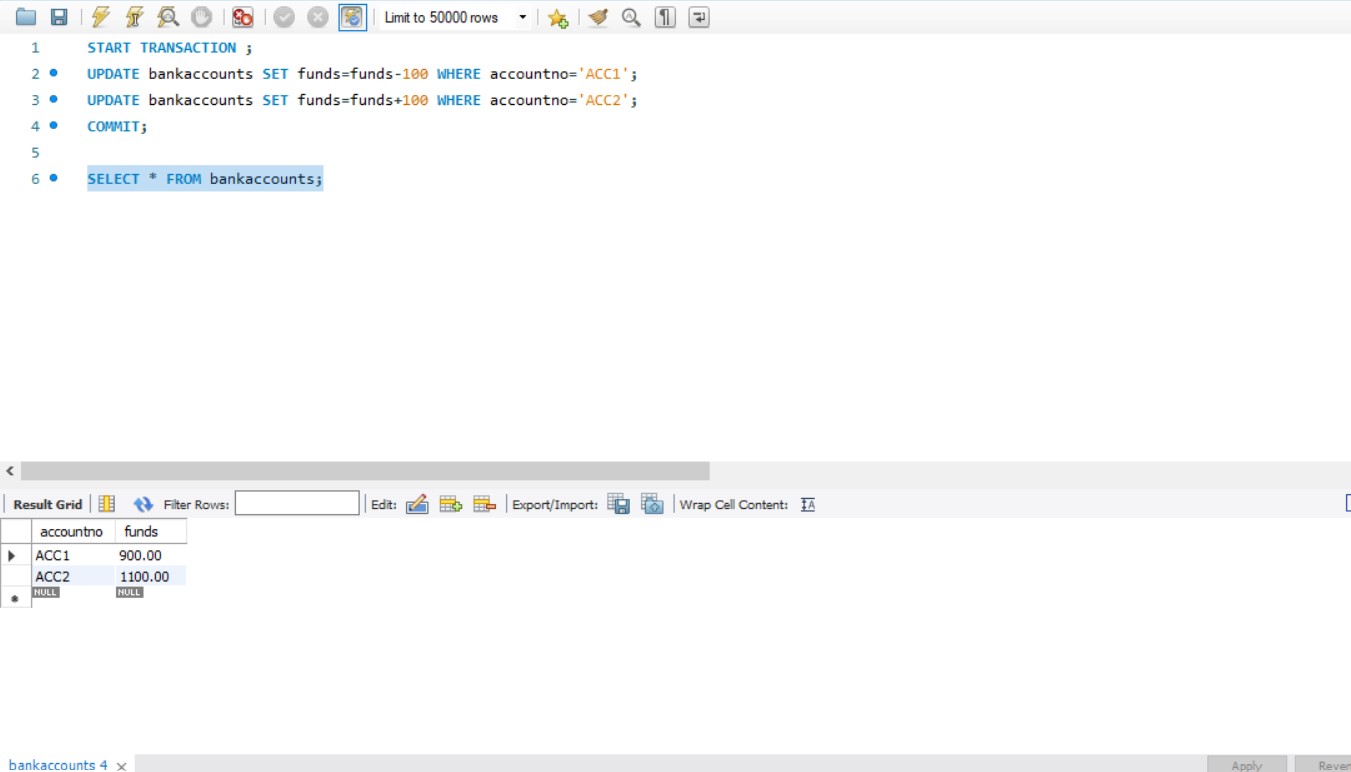 Limit to 50000 rows
1 START TRANSACTION ;
2 UPDATE bankaccounts SET funds=funds-100 WHERE accountno='ACC1';
3 UPDATE bankaccounts SET funds=funds+100 WHERE accountno='ACC2';
4 COMMIT;
5
6 SELECT * FROM bankaccounts;
Result Grid Filter Rows: Edit: Export/Import: Wrap Cell Content: IA
accountno funds
ACC1 900.00
ACC2 1100.00
NULL NULL
bankaccounts 4 Apply Rever